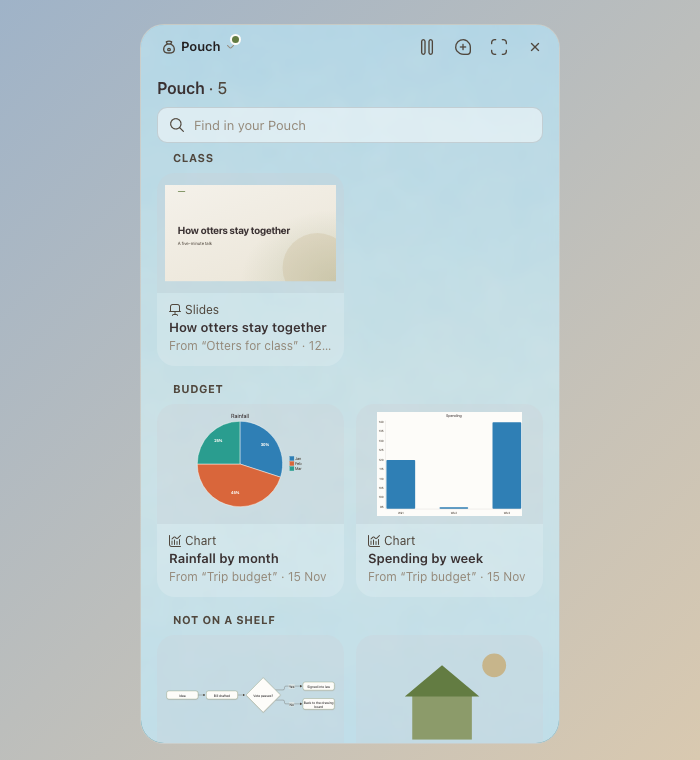 Pouch
Pouch · 5
Find in your Pouch
CLASS
How otters stay together
A five-minute talk
Slides
How otters stay together
From “Otters for class” · 12...
BUDGET
Rainfall
30%
45%
25%
Jan
Feb
Mar
Chart
Rainfall by month
From “Trip budget” · 15 Nov
Spending
Chart
Spending by week
From “Trip budget” · 15 Nov
NOT ON A SHELF
Idea
Bill drafted
Vote passes?
Signed into law
Back to the drawing
board